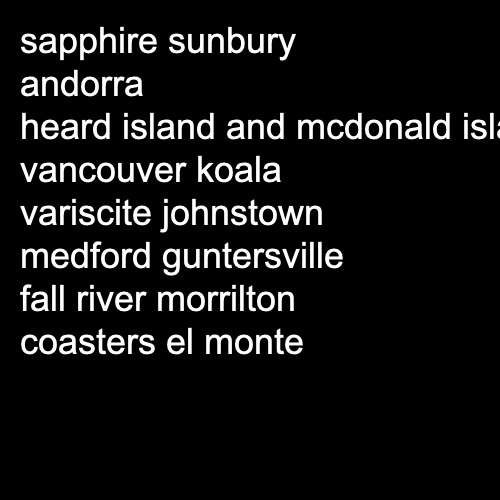 sapphire sunbury
andorra
heard island and mcdonald isla
vancouver koala
variscite johnstown
medford guntersville
fall river morrilton
coasters el monte